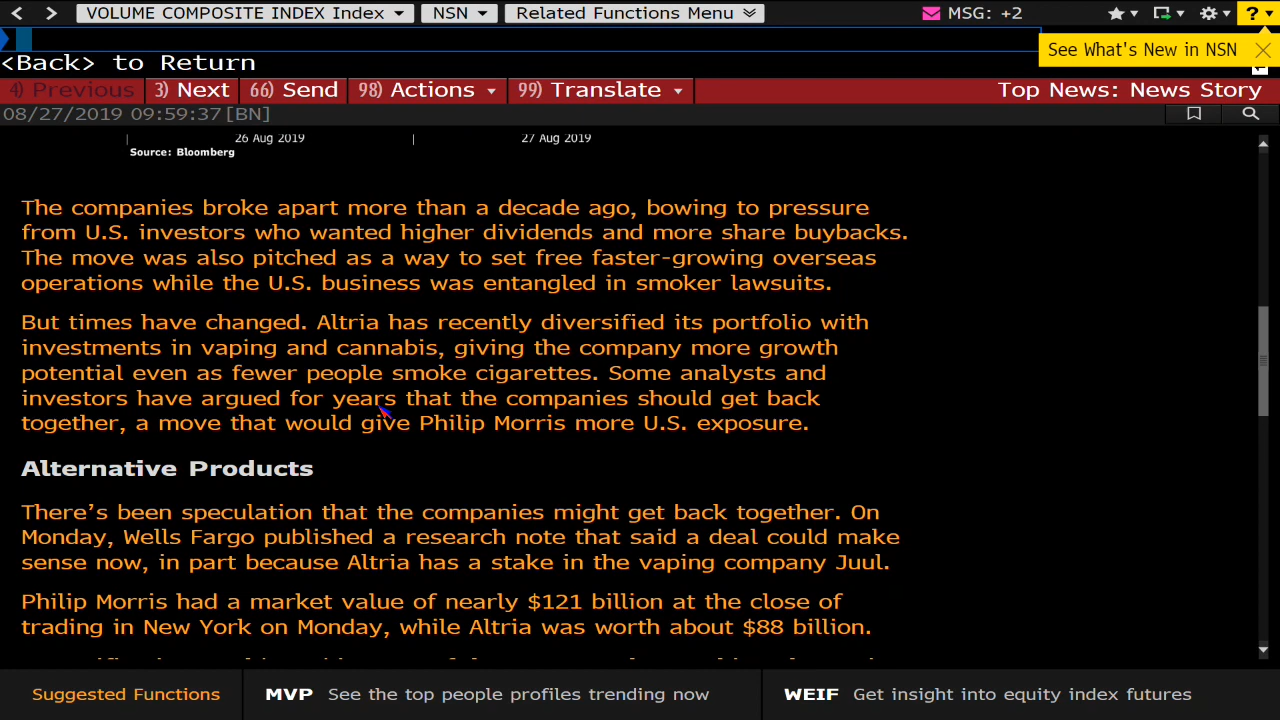 < > VOLUME COMPOSITE INDEX Index NSN Related Functions Menu MSG: +2 ?
See What's New in NSN
<Back> to Return
4) Previous 3) Next 66) Send 98) Actions 99) Translate Top News: News Story
08/27/2019 09:59:37 [BN]
26 Aug 2019 27 Aug 2019
Source: Bloomberg
The companies broke apart more than a decade ago, bowing to pressure
from U.S. investors who wanted higher dividends and more share buybacks.
The move was also pitched as a way to set free faster-growing overseas
operations while the U.S. business was entangled in smoker lawsuits.
But times have changed. Altria has recently diversified its portfolio with
investments in vaping and cannabis, giving the company more growth
potential even as fewer people smoke cigarettes. Some analysts and
investors have argued for years that the companies should get back
together, a move that would give Philip Morris more U.S. exposure.
Alternative Products
There's been speculation that the companies might get back together. On
Monday, Wells Fargo published a research note that said a deal could make
sense now, in part because Altria has a stake in the vaping company Juul.
Philip Morris had a market value of nearly $121 billion at the close of
trading in New York on Monday, while Altria was worth about $88 billion.
Suggested Functions MVP See the top people profiles trending now WEIF Get insight into equity index futures